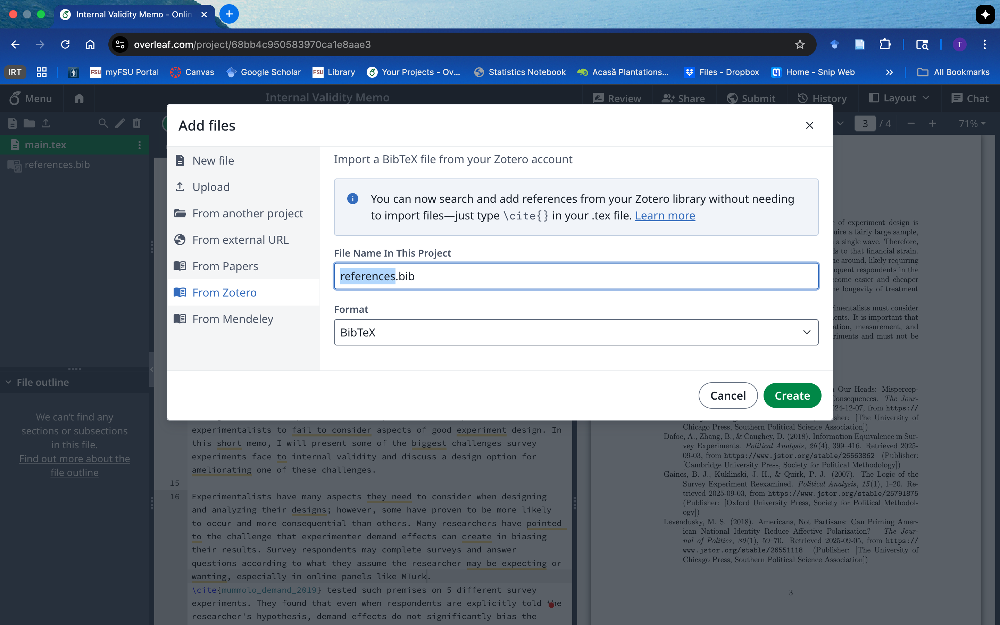 Internal Validity Memo - Onlin
overleaf.com/project/68bb4c950583970ca1e8aae3
T
IRT
FSU myFSU Portal
Canvas
Google Scholar
FSU Library
Your Projects - Ov...
Statistics Notebook
Acasă Plantations...
Files - Dropbox
Home - Snip Web
All Bookmarks
Menu
Internal Validity Memo
Review
Share
Submit
History
Layout
Chat
3 / 4
71%
main.tex
references.bib
Add files
New file
Upload
From another project
From external URL
From Papers
From Zotero
From Mendeley
Import a BibTeX file from your Zotero account
You can now search and add references from your Zotero library without needing
to import files—just type \cite{} in your .tex file. Learn more
File Name In This Project
references.bib
Format
BibTeX
Cancel
Create
File outline
We can't find any
sections or subsections
in this file.
Find out more about the
file outline
experimentalists to fail to consider aspects of good experiment design. In
this short memo, I will present some of the biggest challenges survey
experiments face to internal validity and discuss a design option for
ameliorating one of these challenges.
15
16 Experimentalists have many aspects they need to consider when designing
and analyzing their designs; however, some have proven to be more likely
to occur and more consequential than others. Many researchers have pointed
to the challenge that experimenter demand effects can create in biasing
their results. Survey respondents may complete surveys and answer
questions according to what they assume the researcher may be expecting or
wanting, especially in online panels like MTurk.
\cite{mummolo_demand_2019} tested such premises on 5 different survey
experiments. They found that even when respondents are explicitly told the
researcher's hypothesis, demand effects do not significantly bias the
of experiment design is
uire a fairly large sample,
a single wave. Therefore,
ls to that financial strain.
ne around, likely requiring
nquent respondents in the
ecome easier and cheaper
he longevity of treatment
imentalists must consider
ents. It is important that
ation, measurement, and
riments and must not be
Our Heads: Mispercep-
Consequences. The Jour-
24-12-07, from https://
sher: [The University of
Chicago Press, Southern Political Science Association])
Dafoe, A., Zhang, B., & Caughey, D. (2018). Information Equivalence in Sur-
vey Experiments. Political Analysis, 26(4), 399–416. Retrieved 2025-
09-03, from https://www.jstor.org/stable/26563862 (Publisher:
[Cambridge University Press, Society for Political Methodology])
Gaines, B. J., Kuklinski, J. H., & Quirk, P. J. (2007). The Logic of the
Survey Experiment Reexamined. Political Analysis, 15(1), 1–20. Re-
trieved 2025-09-03, from https://www.jstor.org/stable/25791875
(Publisher: [Oxford University Press, Society for Political Methodol-
ogy])
Levendusky, M. S. (2018). Americans, Not Partisans: Can Priming Amer-
ican National Identity Reduce Affective Polarization? The Jour-
nal of Politics, 80(1), 59–70. Retrieved 2025-09-05, from https://
www.jstor.org/stable/26551118 (Publisher: [The University of
Chicago Press, Southern Political Science Association])
3